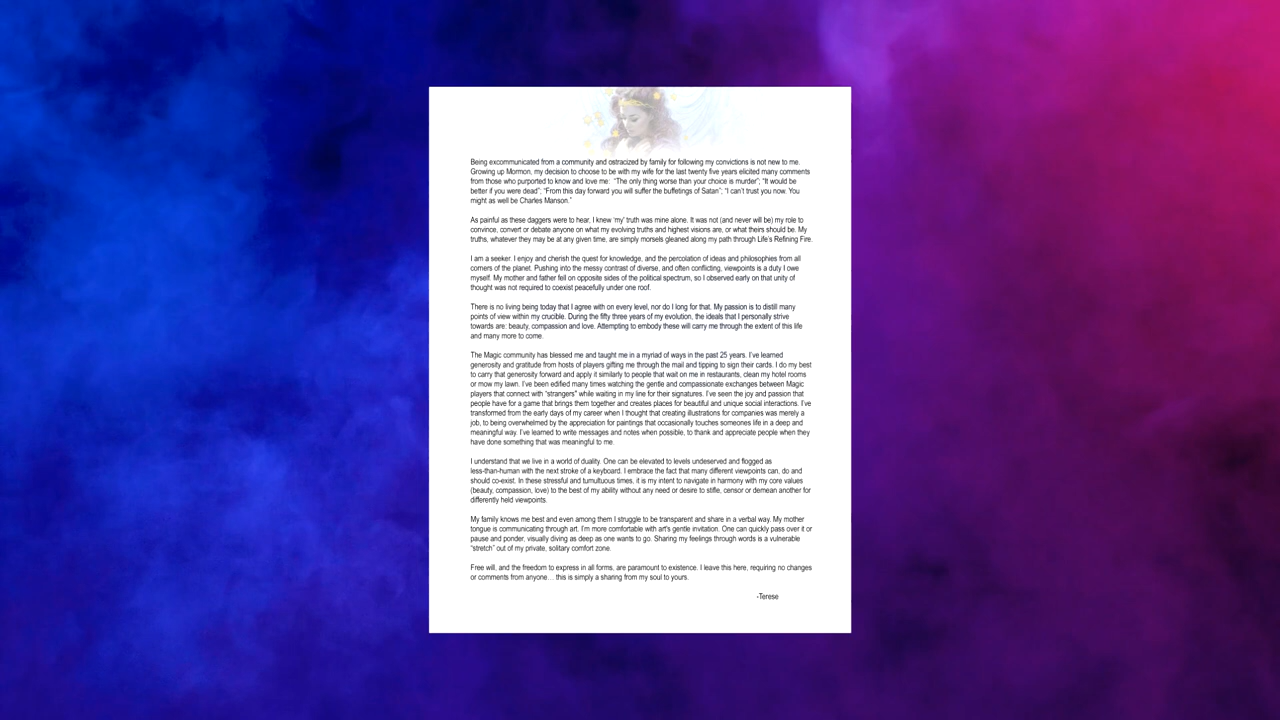 Being excommunicated from a community and ostracized by family for following my convictions is not new to me.
Growing up Mormon, my decision to choose to be with my wife for the last twenty five years elicited many comments
from those who purported to know and love me:  “The only thing worse than your choice is murder”; “It would be
better if you were dead”; “From this day forward you will suffer the buffetings of Satan”; “I can’t trust you now. You
might as well be Charles Manson.”
As painful as these daggers were to hear, I knew ‘my” truth was mine alone. It was not (and never will be) my role to
convince, convert or debate anyone on what my evolving truths and highest visions are, or what theirs should be. My
truths, whatever they may be at any given time, are simply morsels gleaned along my path through Life’s Refining Fire.
I am a seeker. I enjoy and cherish the quest for knowledge, and the percolation of ideas and philosophies from all
corners of the planet. Pushing into the messy contrast of diverse, and often conflicting, viewpoints is a duty I owe
myself. My mother and father fell on opposite sides of the political spectrum, so I observed early on that unity of
thought was not required to coexist peacefully under one roof.
There is no living being today that I agree with on every level, nor do I long for that. My passion is to distill many
points of view within my crucible. During the fifty three years of my evolution, the ideals that I personally strive
towards are: beauty, compassion and love. Attempting to embody these will carry me through the extent of this life
and many more to come.
The Magic community has blessed me and taught me in a myriad of ways in the past 25 years. I’ve learned
generosity and gratitude from hosts of players gifting me through the mail and tipping to sign their cards. I do my best
to carry that generosity forward and apply it similarly to people that wait on me in restaurants, clean my hotel rooms
or mow my lawn. I’ve been edified many times watching the gentle and compassionate exchanges between Magic
players that connect with “strangers” while waiting in my line for their signatures. I’ve seen the joy and passion that
people have for a game that brings them together and creates places for beautiful and unique social interactions. I’ve
transformed from the early days of my career when I thought that creating illustrations for companies was merely a
job, to being overwhelmed by the appreciation for paintings that occasionally touches someones life in a deep and
meaningful way. I’ve learned to write messages and notes when possible, to thank and appreciate people when they
have done something that was meaningful to me.
I understand that we live in a world of duality. One can be elevated to levels undeserved and flogged as
less-than-human with the next stroke of a keyboard. I embrace the fact that many different viewpoints can, do and
should co-exist. In these stressful and tumultuous times, it is my intent to navigate in harmony with my core values
(beauty, compassion, love) to the best of my ability without any need or desire to stifle, censor or demean another for
differently held viewpoints.
My family knows me best and even among them I struggle to be transparent and share in a verbal way. My mother
tongue is communicating through art. I’m more comfortable with art's gentle invitation. One can quickly pass over it or
pause and ponder, visually diving as deep as one wants to go. Sharing my feelings through words is a vulnerable
“stretch” out of my private, solitary comfort zone.
Free will, and the freedom to express in all forms, are paramount to existence. I leave this here, requiring no changes
or comments from anyone… this is simply a sharing from my soul to yours.
-Terese